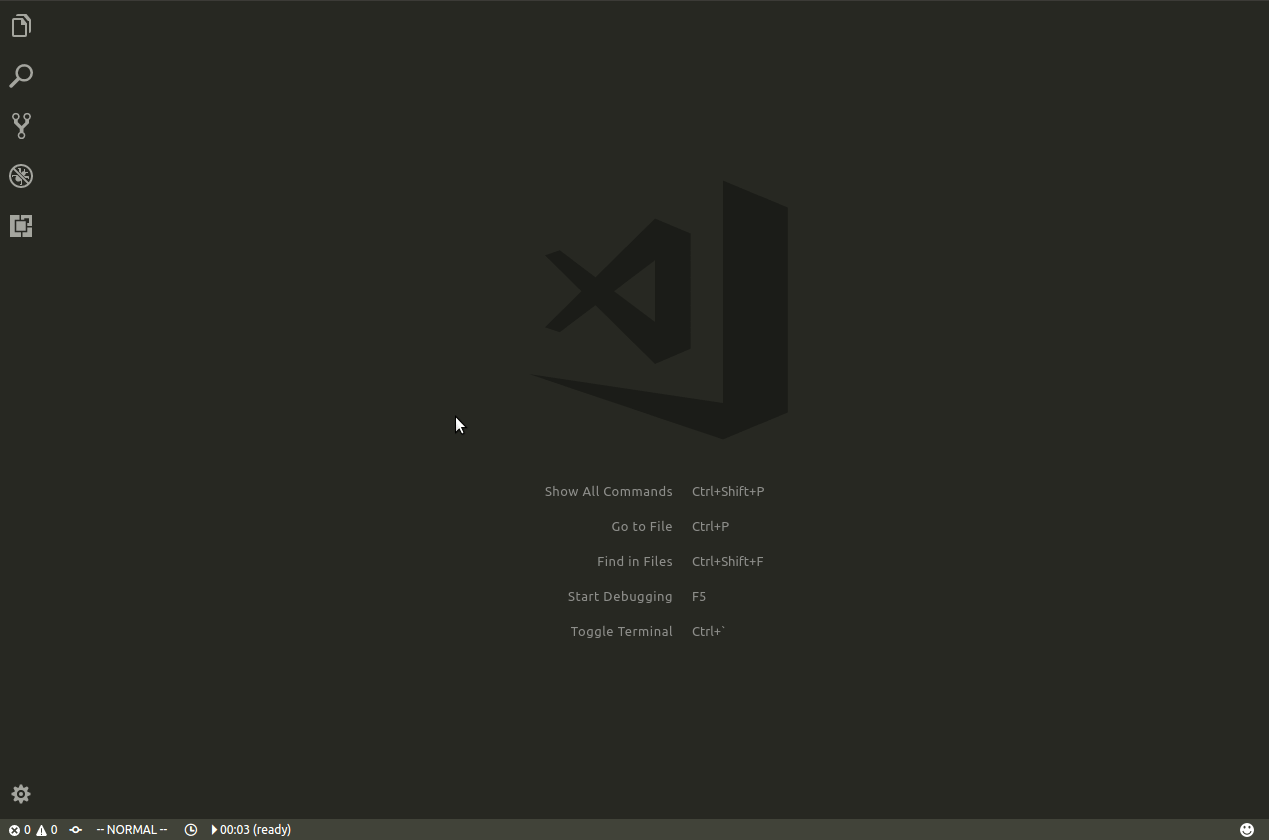 Show All Commands Ctrl+Shift+P
Go to File Ctrl+P
Find in Files Ctrl+Shift+F
Start Debugging F5
Toggle Terminal Ctrl+`
0 0 -- NORMAL -- 00:03 (ready)